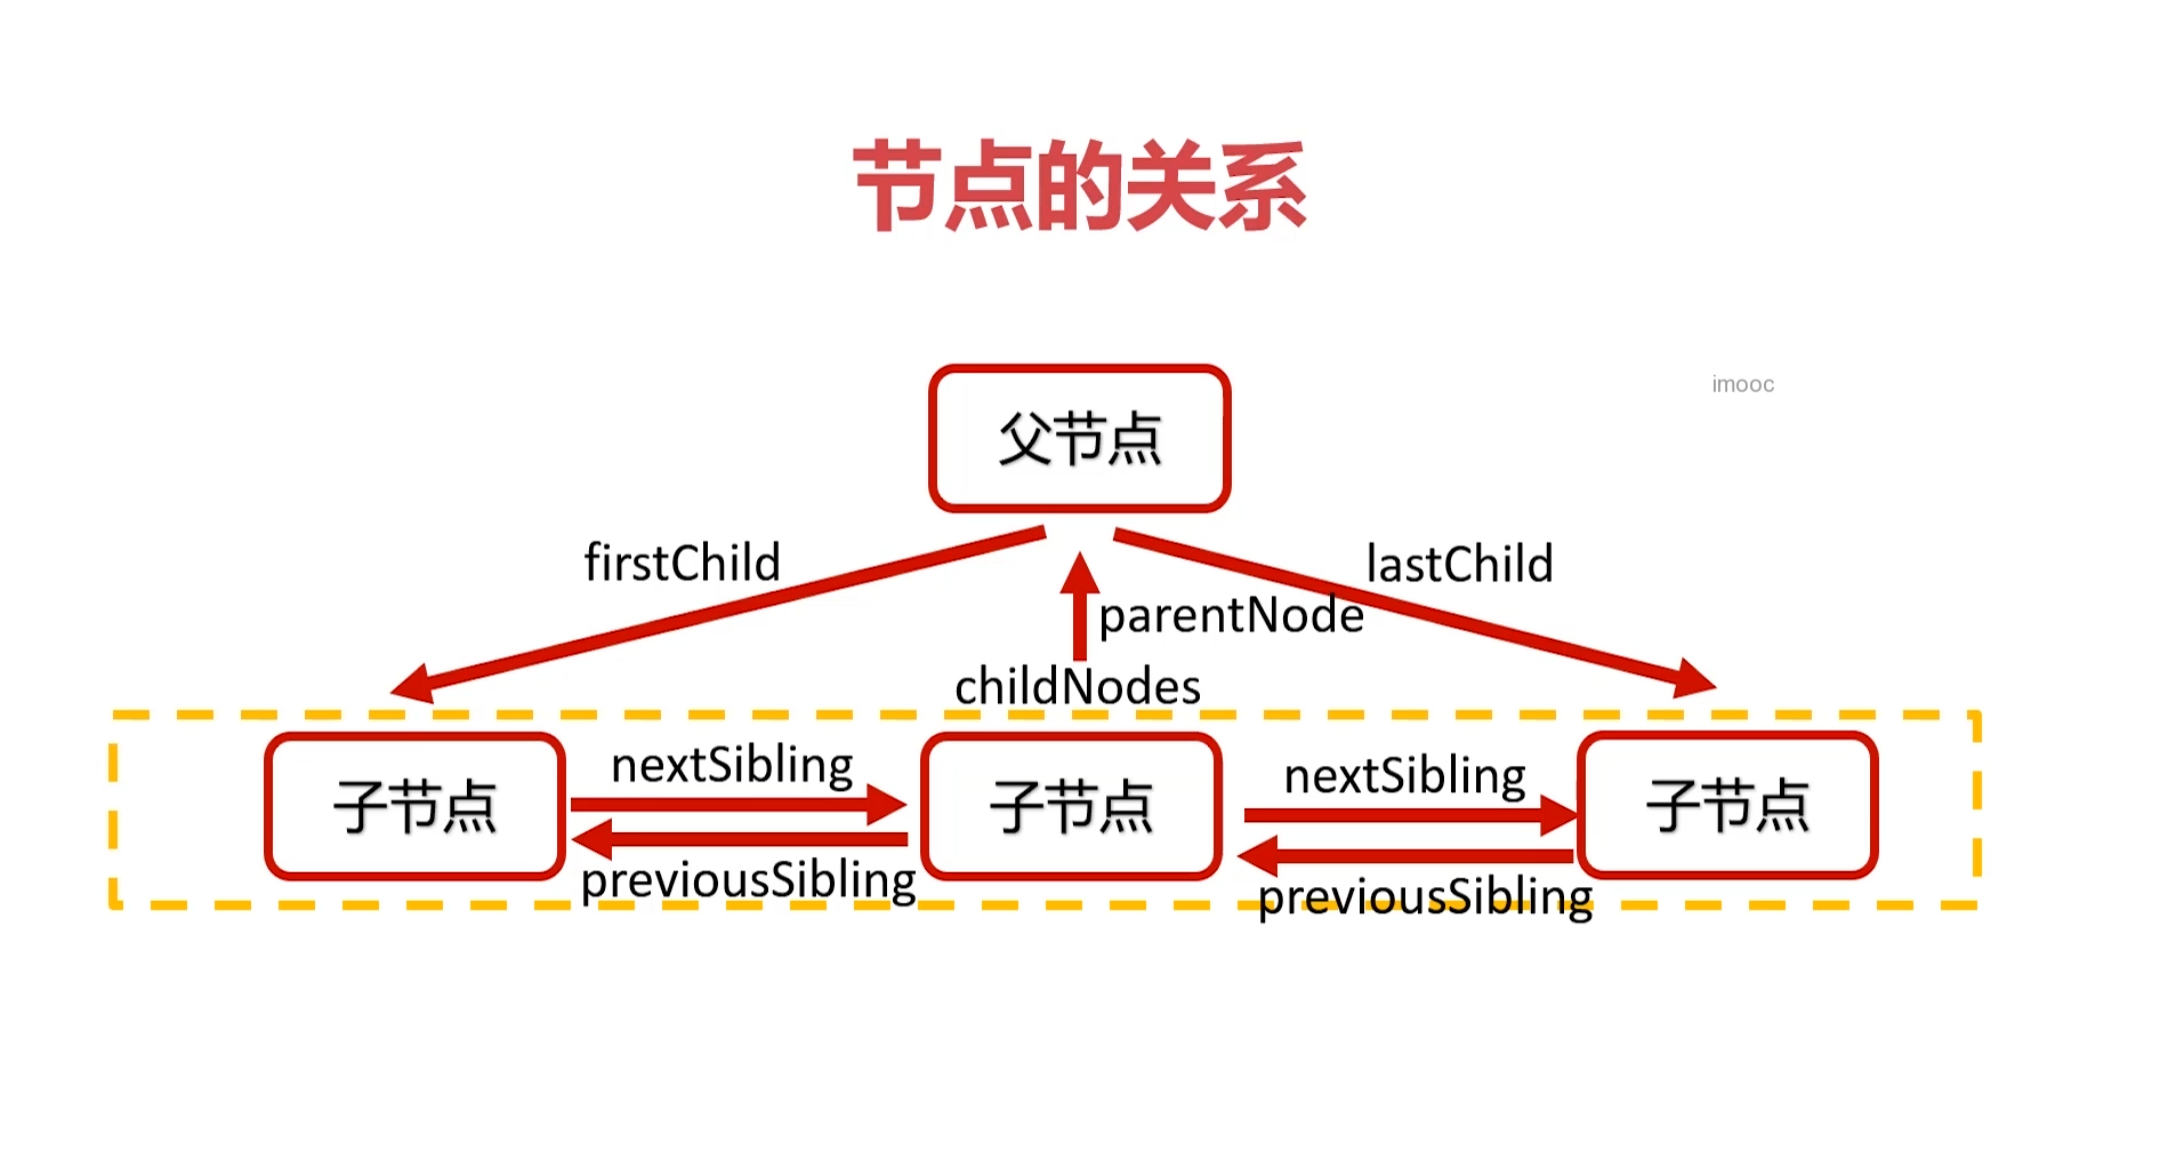 节点的关系
imooc
父节点
firstChild
lastChild
parentNode
childNodes
子节点
nextSibling
previousSibling
子节点
nextSibling
previousSibling
子节点